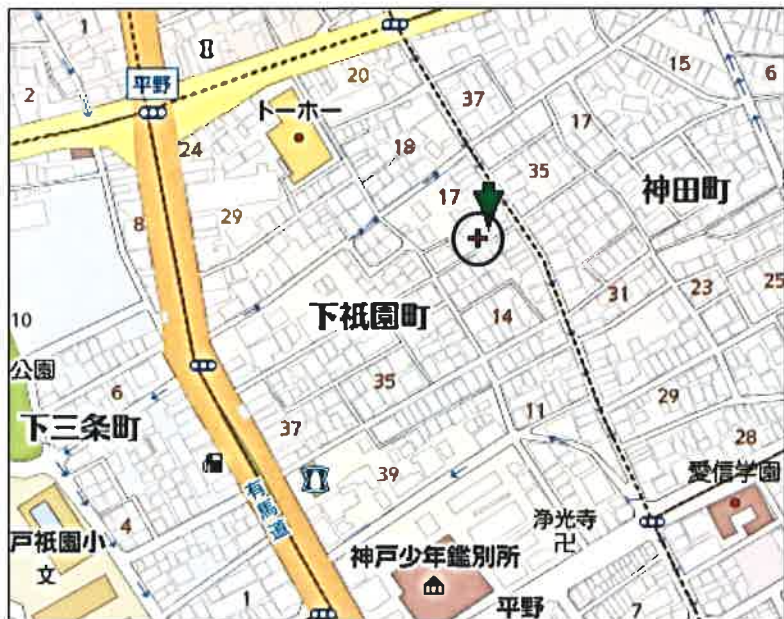 1
2
平野
20
37
15
6
トーホー
18
17
24
35
17
神田町
29
8
10
下祇園町
14
31
23
25
公園
6
35
下三条町
37
11
29
28
39
愛信学園
有馬道
4
戸祇園小
文
浄光寺
卍
神戸少年鑑別所
1
平野
7